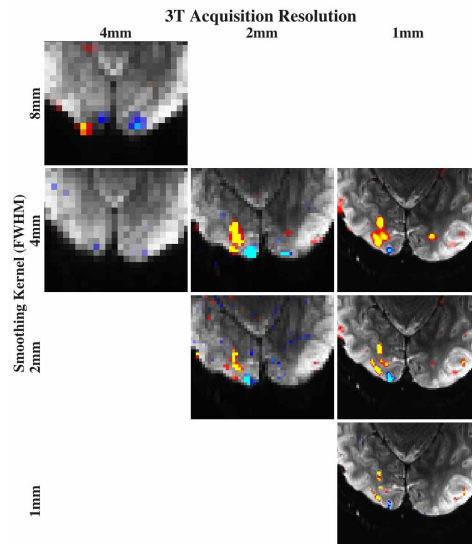 3T Acquisition Resolution
4mm
2mm
1mm
Smoothing Kernel (FWHM)
8mm
4mm
2mm
1mm